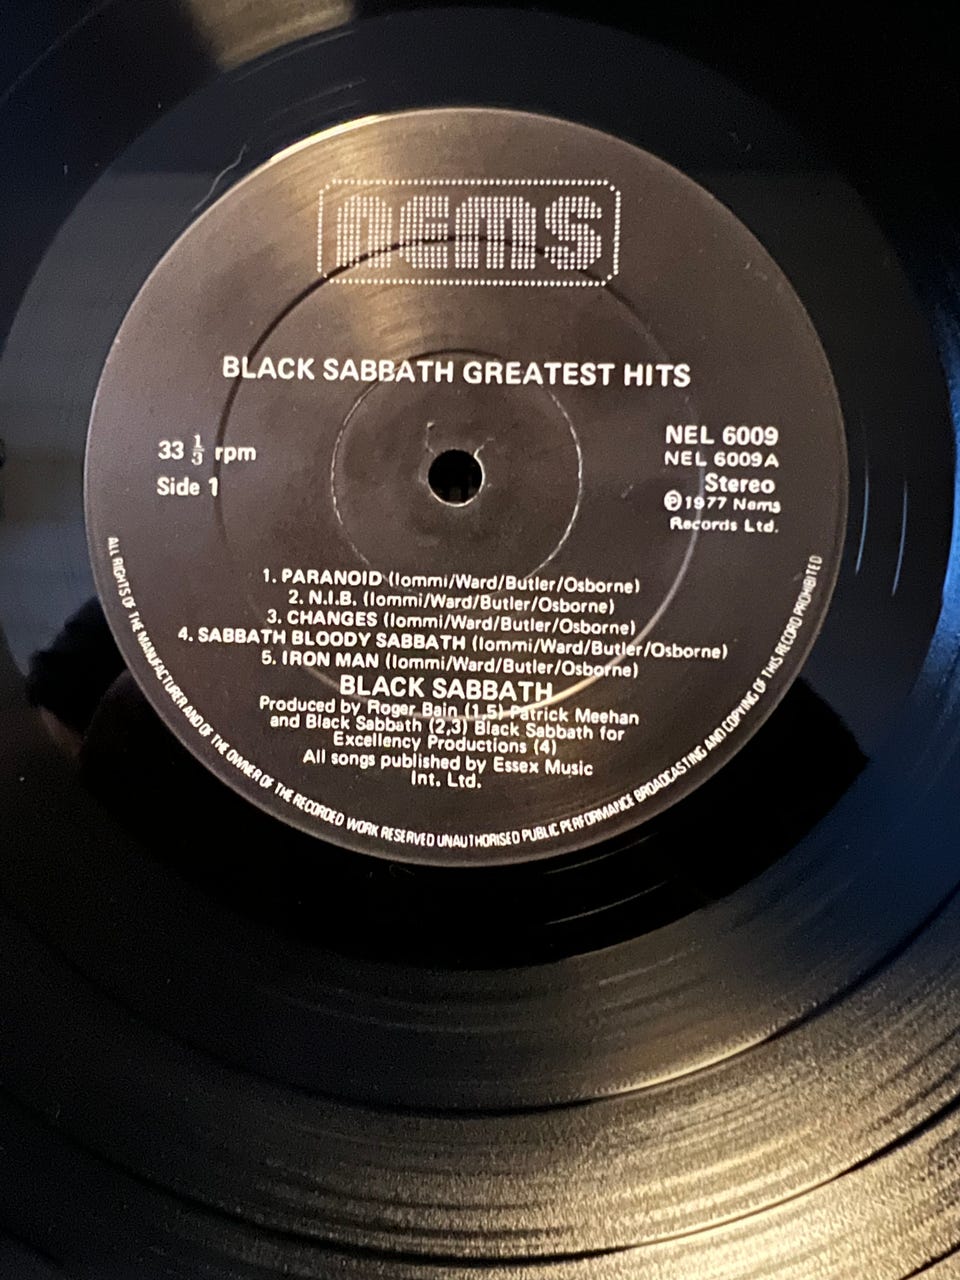 nems
BLACK SABBATH GREATEST HITS
33 1/3 rpm
Side 1
NEL 6009
NEL 6009A
Stereo
℗1977 Nems
Records Ltd.
1. PARANOID (Iommi/Ward/Butler/Osborne)
2. N.I.B. (Iommi/Ward/Butler/Osborne)
3. CHANGES (Iommi/Ward/Butler/Osborne)
4. SABBATH BLOODY SABBATH (Iommi/Ward/Butler/Osborne)
5. IRON MAN (Iommi/Ward/Butler/Osborne)
BLACK SABBATH
Produced by Roger Bain (1,5) Patrick Meehan
and Black Sabbath (2,3) Black Sabbath for
Excellency Productions (4)
All songs published by Essex Music
Int. Ltd.
ALL RIGHTS OF THE MANUFACTURER AND OF THE OWNER OF THE RECORDED WORK RESERVED UNAUTHORISED PUBLIC PERFORMANCE BROADCASTING AND COPYING OF THIS RECORD PROHIBITED